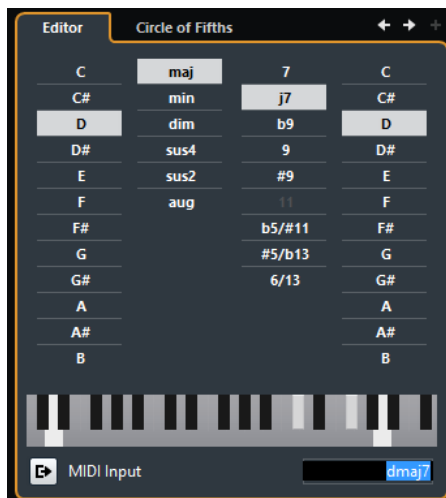 Editor Circle of Fifths
C maj 7 C
C# min j7 C#
D dim b9 D
D# sus4 9 D#
E sus2 #9 E
F aug 11 F
F# b5/#11 F#
G #5/b13 G
G# 6/13 G#
A A
A# A#
B B
MIDI Input dmaj7